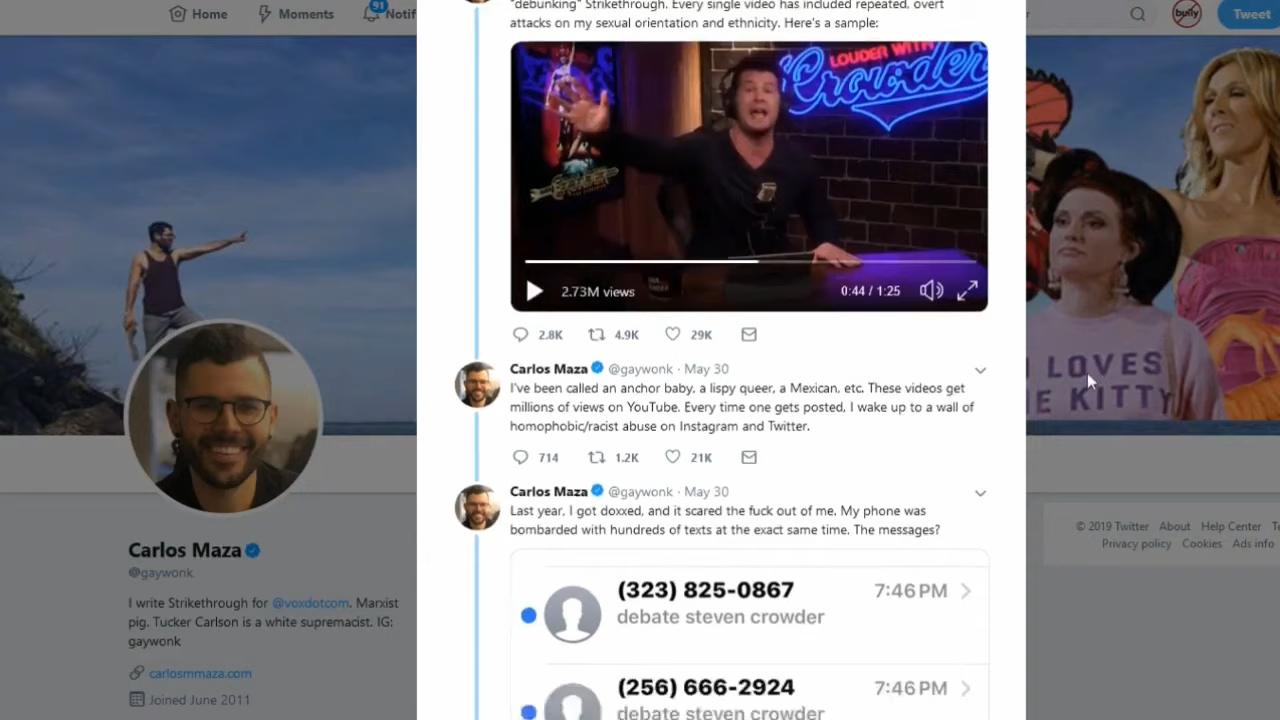 Home
Moments
91
Notif
bully
Tweet
"debunking" Strikethrough. Every single video has included repeated, overt
attacks on my sexual orientation and ethnicity. Here's a sample:
LOUDER WITH
Crowder
2.73M views
0:44 / 1:25
2.8K
4.9K
29K
Carlos Maza @gaywonk · May 30
I've been called an anchor baby, a lispy queer, a Mexican, etc. These videos get
millions of views on YouTube. Every time one gets posted, I wake up to a wall of
homophobic/racist abuse on Instagram and Twitter.
714
1.2K
21K
Carlos Maza @gaywonk · May 30
Last year, I got doxxed, and it scared the fuck out of me. My phone was
bombarded with hundreds of texts at the exact same time. The messages?
(323) 825-0867
7:46 PM
debate steven crowder
(256) 666-2924
7:46 PM
debate steven crowder
Carlos Maza
@gaywonk
I write Strikethrough for @voxdotcom. Marxist
pig. Tucker Carlson is a white supremacist. IG:
gaywonk
carlosmmaza.com
Joined June 2011
LOVES
KITTY
© 2019 Twitter About Help Center
Privacy policy Cookies Ads info